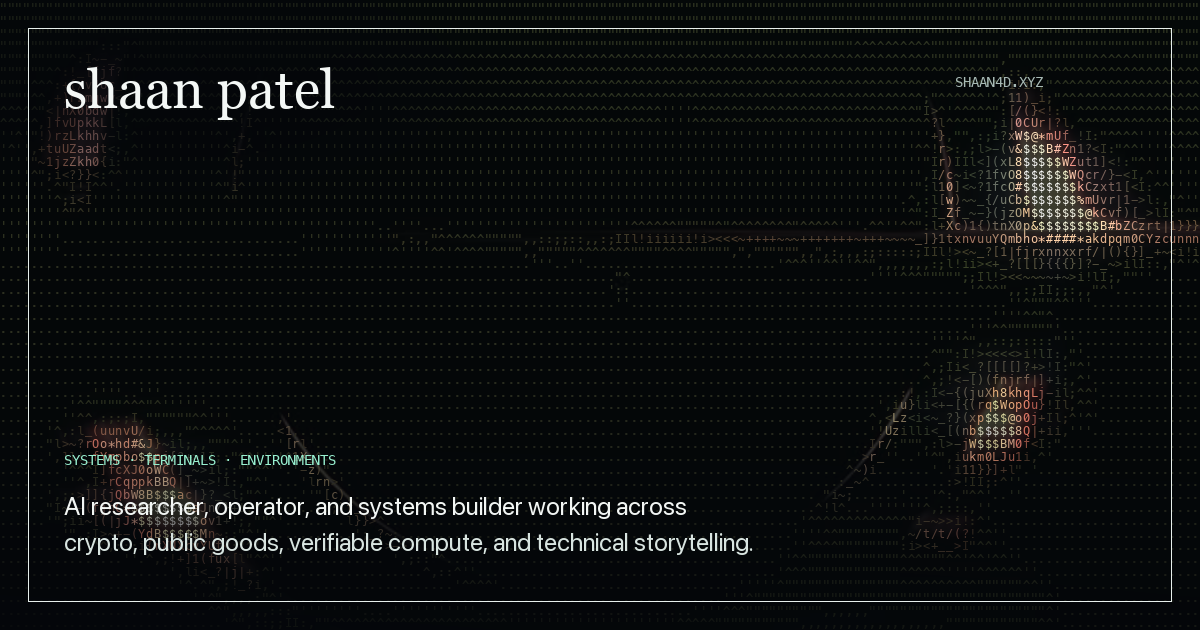 shaan patel
SHAAN4D.XYZ
SYSTEMS · TERMINALS · ENVIRONMENTS
AI researcher, operator, and systems builder working across
crypto, public goods, verifiable compute, and technical storytelling.